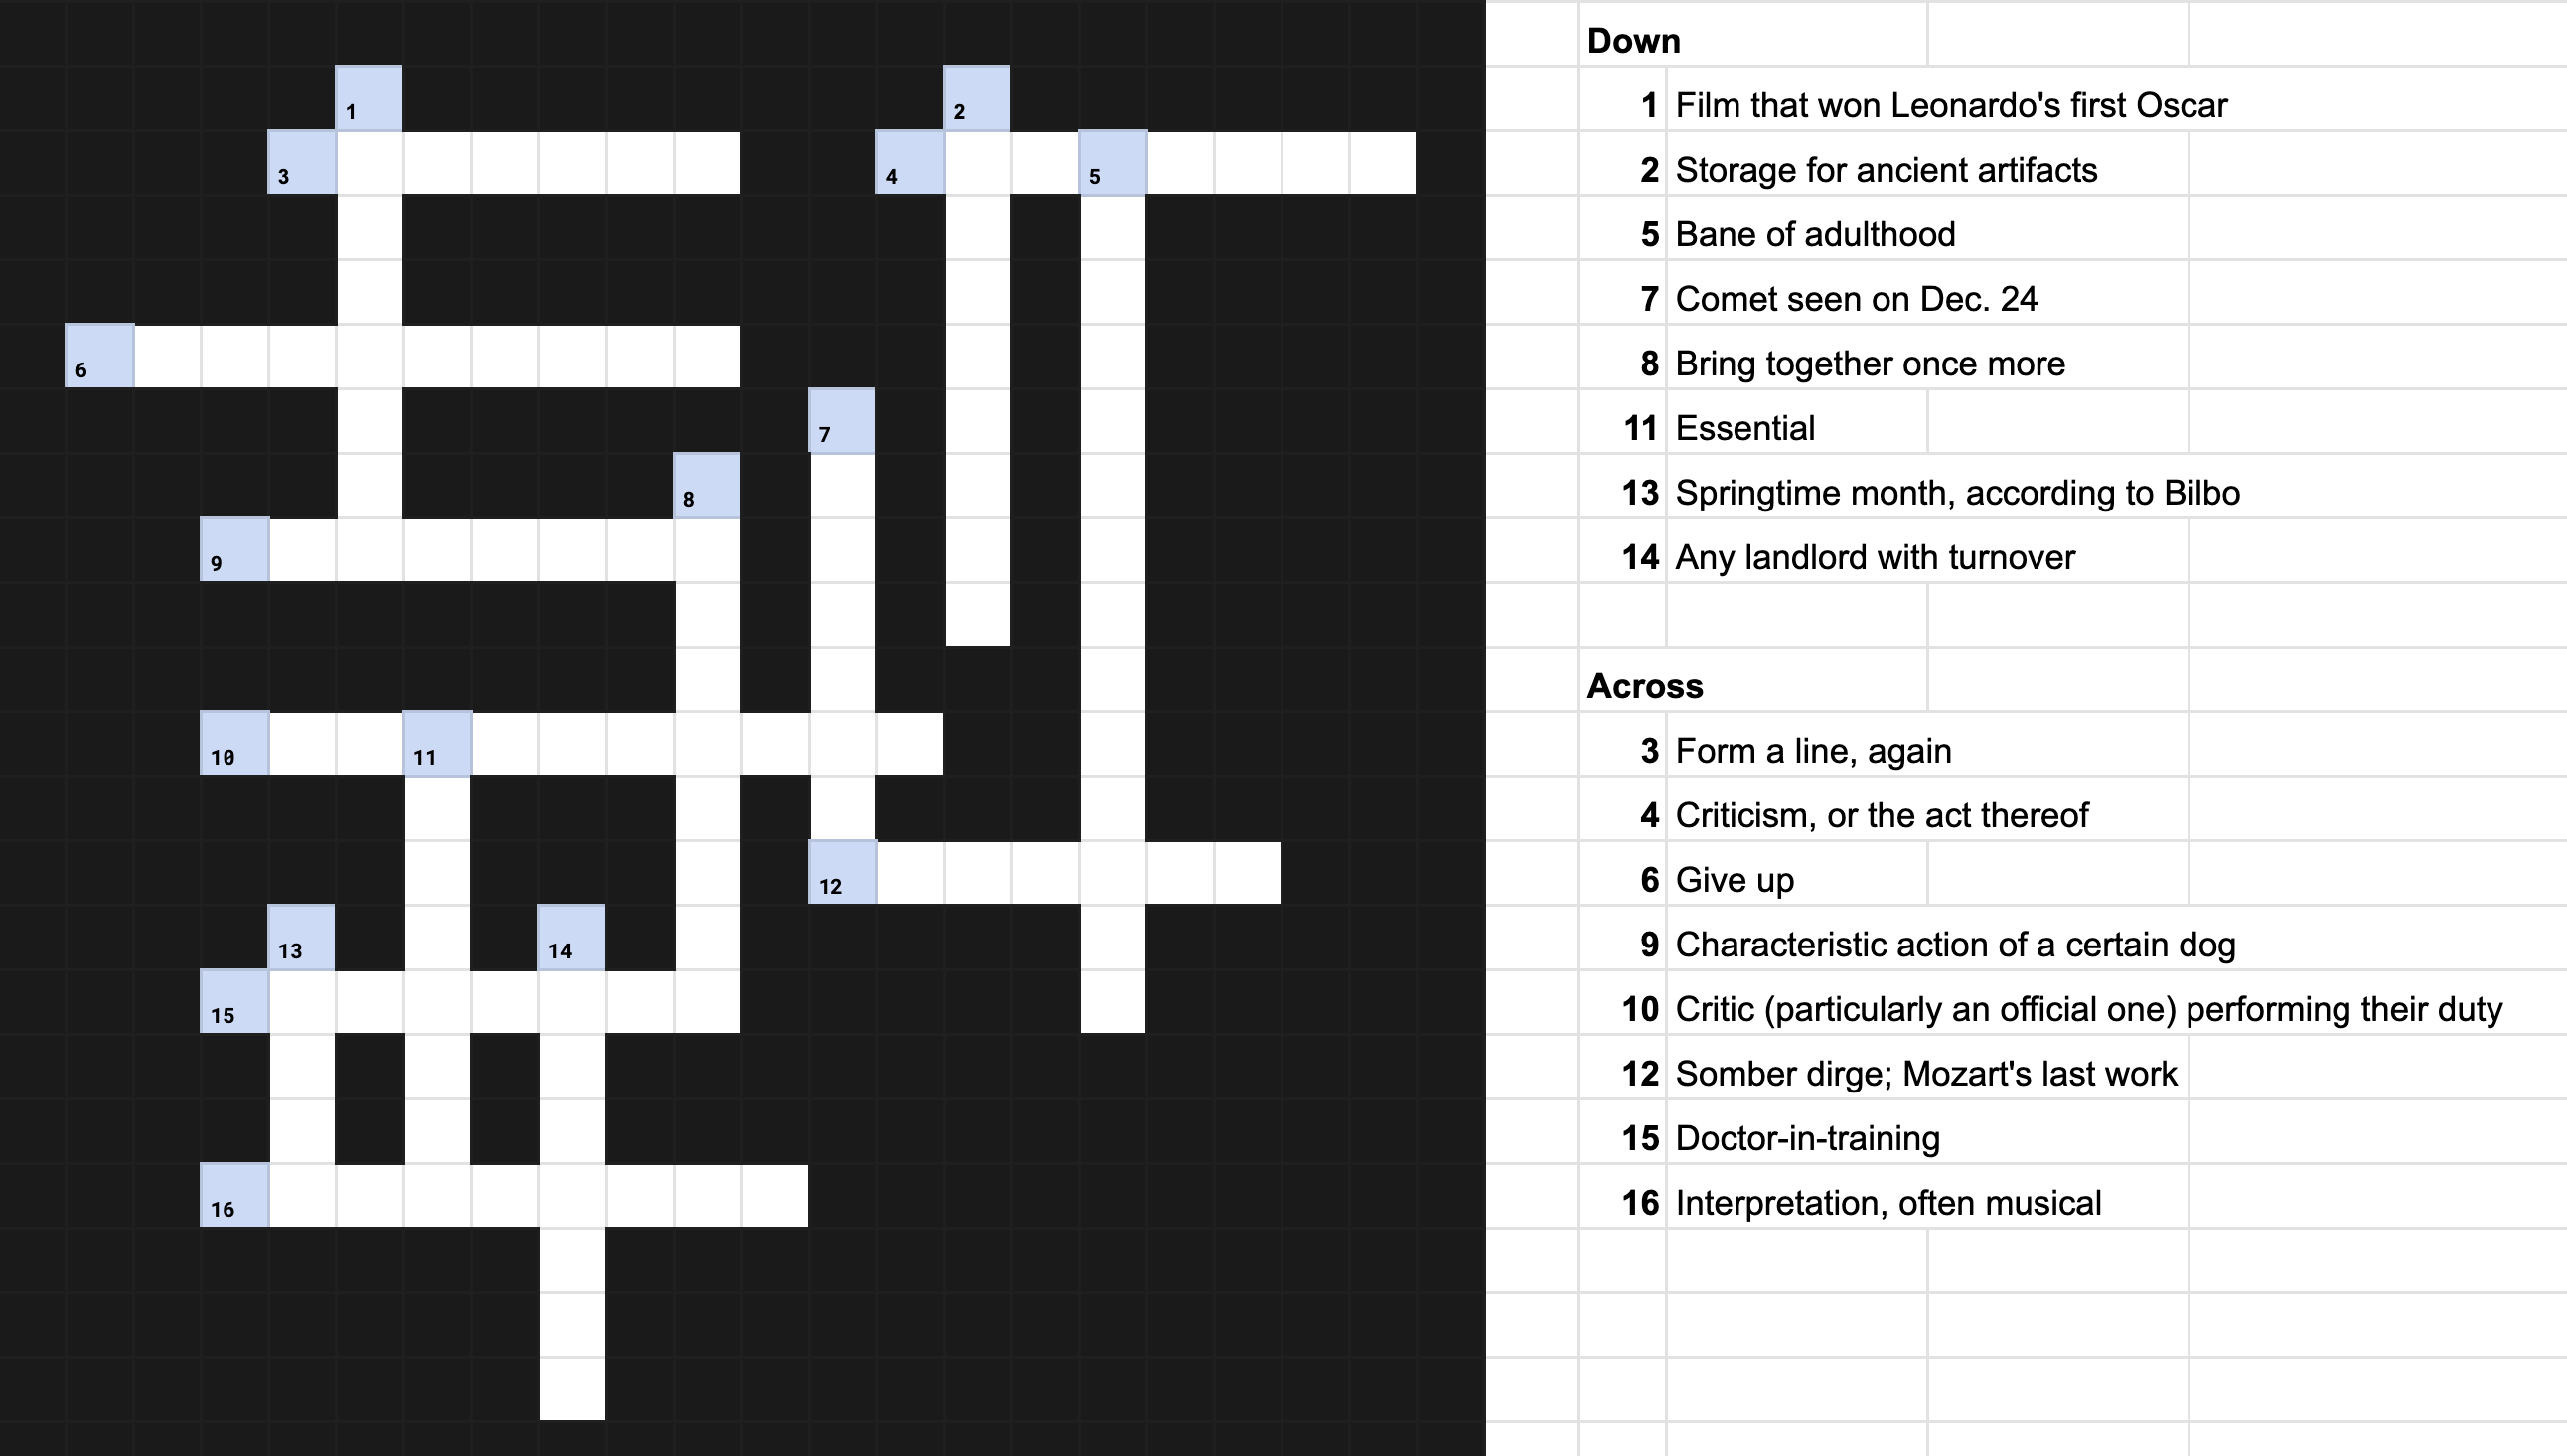 1
2
3
4
5
6
7
8
9
10
11
12
13
14
15
16
Down
1 Film that won Leonardo's first Oscar
2 Storage for ancient artifacts
5 Bane of adulthood
7 Comet seen on Dec. 24
8 Bring together once more
11 Essential
13 Springtime month, according to Bilbo
14 Any landlord with turnover
Across
3 Form a line, again
4 Criticism, or the act thereof
6 Give up
9 Characteristic action of a certain dog
10 Critic (particularly an official one) performing their duty
12 Somber dirge; Mozart's last work
15 Doctor-in-training
16 Interpretation, often musical